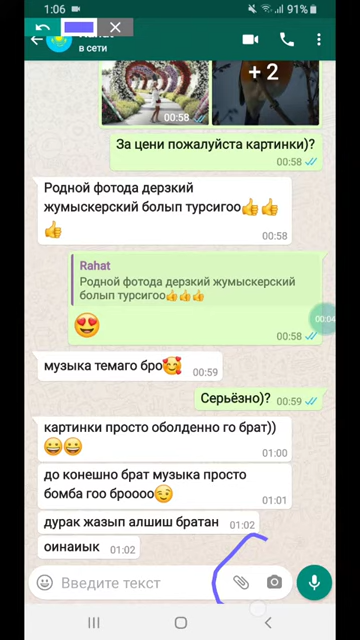 1:06
91%
Rahat
в сети
+ 2
00:58
За цени пожалуйста картинки)?
00:58
Родной фотода дерзкий
жумыскерский болып турсигоо👍👍
👍
00:58
Rahat
Родной фотода дерзкий жумыскерский
болып турсигоо👍👍👍
😍
00:58
00:04
музыка темаго бро🥰
00:59
Серьёзно)?
00:59
картинки просто оболденно го брат))
😀😀
01:00
до конешно брат музыка просто
бомба гоо броооо😉
01:01
дурак жазып алшиш братан
01:02
оинаиык
01:02
Введите текст